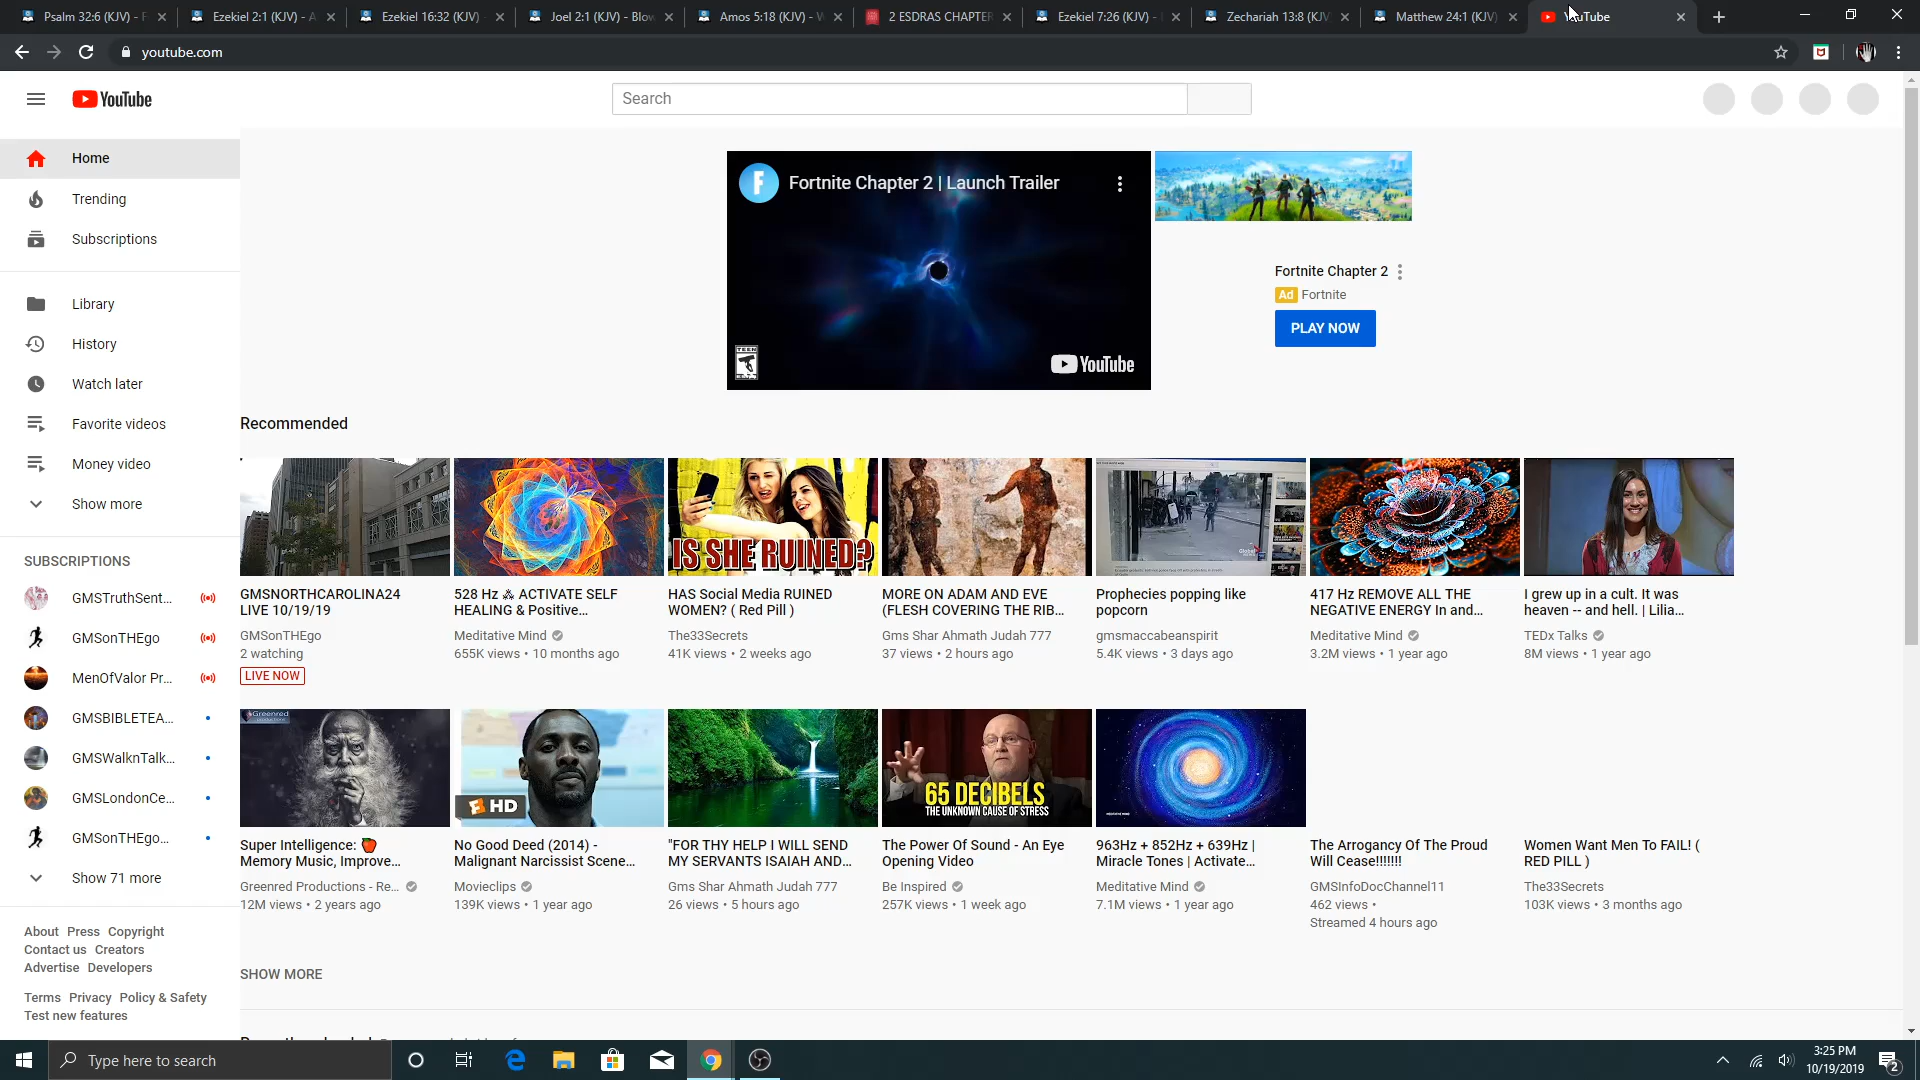 Psalm 32:6 (KJV) - F
Ezekiel 2:1 (KJV) - A
Ezekiel 16:32 (KJV) -
Joel 2:1 (KJV) - Blow
Amos 5:18 (KJV) - W
2 ESDRAS CHAPTER
Ezekiel 7:26 (KJV) -
Zechariah 13:8 (KJV)
Matthew 24:1 (KJV)
YouTube
youtube.com
YouTube
Search
Home
Trending
Subscriptions
Library
History
Watch later
Favorite videos
Money video
Show more
SUBSCRIPTIONS
GMSTruthSent...
GMSonTHEgo
MenOfValor Pr...
GMSBIBLETEA...
GMSWalknTalk...
GMSLondonCe...
GMSonTHEgo...
Show 71 more
About Press Copyright
Contact us Creators
Advertise Developers
Terms Privacy Policy & Safety
Test new features
Fortnite Chapter 2 | Launch Trailer
TEEN
YouTube
Fortnite Chapter 2
Ad Fortnite
PLAY NOW
Recommended
GMSNORTHCAROLINA24
LIVE 10/19/19
GMSonTHEgo
2 watching
LIVE NOW
528 Hz ⁂ ACTIVATE SELF
HEALING & Positive...
Meditative Mind
655K views • 10 months ago
IS SHE RUINED?
HAS Social Media RUINED
WOMEN? ( Red Pill )
The33Secrets
41K views • 2 weeks ago
MORE ON ADAM AND EVE
(FLESH COVERING THE RIB...
Gms Shar Ahmath Judah 777
37 views • 2 hours ago
Global
Prophecies popping like
popcorn
gmsmaccabeanspirit
5.4K views • 3 days ago
417 Hz REMOVE ALL THE
NEGATIVE ENERGY In and...
Meditative Mind
3.2M views • 1 year ago
I grew up in a cult. It was
heaven -- and hell. | Lilia...
TEDx Talks
8M views • 1 year ago
Greenred
productions
Super Intelligence: 🍎
Memory Music, Improve...
Greenred Productions - Re...
12M views • 2 years ago
HD
No Good Deed (2014) -
Malignant Narcissist Scene...
Movieclips
139K views • 1 year ago
"FOR THY HELP I WILL SEND
MY SERVANTS ISAIAH AND...
Gms Shar Ahmath Judah 777
26 views • 5 hours ago
65 DECIBELS
THE UNKNOWN CAUSE OF STRESS
The Power Of Sound - An Eye
Opening Video
Be Inspired
257K views • 1 week ago
963Hz + 852Hz + 639Hz |
Miracle Tones | Activate...
Meditative Mind
7.1M views • 1 year ago
The Arrogancy Of The Proud
Will Cease!!!!!!!
GMSInfoDocChannel11
462 views •
Streamed 4 hours ago
Women Want Men To FAIL! (
RED PILL )
The33Secrets
103K views • 3 months ago
SHOW MORE
Type here to search
3:25 PM
10/19/2019
2